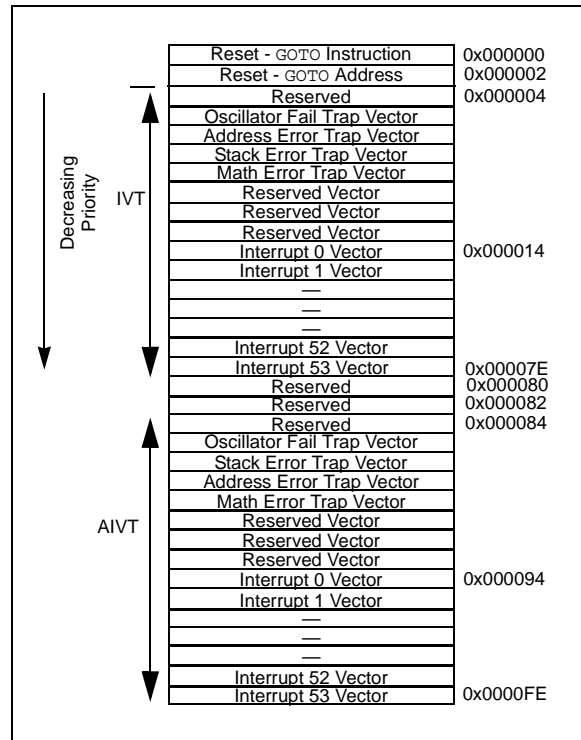 Reset - GOTO Instruction 0x000000
Reset - GOTO Address 0x000002
Reserved 0x000004
Oscillator Fail Trap Vector
Address Error Trap Vector
Stack Error Trap Vector
Math Error Trap Vector
Reserved Vector
Reserved Vector
Reserved Vector
Interrupt 0 Vector 0x000014
Interrupt 1 Vector
—
—
—
Interrupt 52 Vector
Interrupt 53 Vector 0x00007E
Reserved 0x000080
Reserved 0x000082
Reserved 0x000084
Oscillator Fail Trap Vector
Stack Error Trap Vector
Address Error Trap Vector
Math Error Trap Vector
Reserved Vector
Reserved Vector
Reserved Vector
Interrupt 0 Vector 0x000094
Interrupt 1 Vector
—
—
—
Interrupt 52 Vector
Interrupt 53 Vector 0x0000FE
Decreasing
Priority
IVT
AIVT